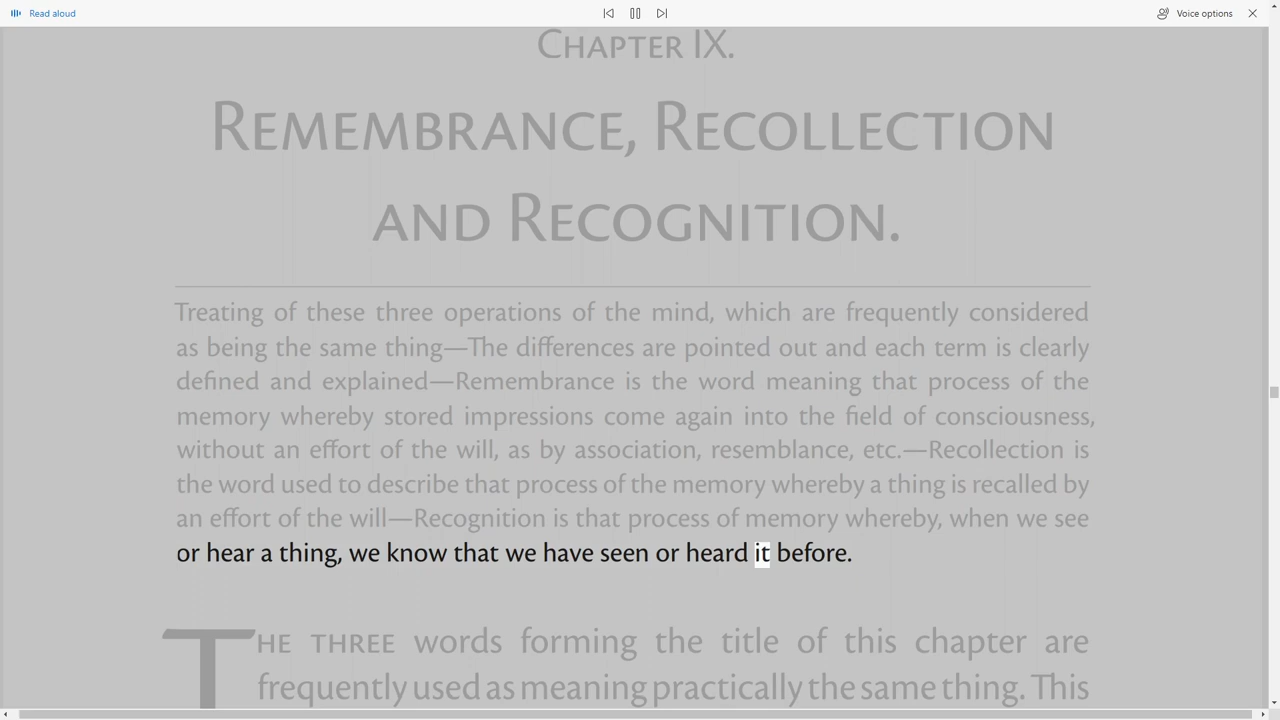 Read aloud
Voice options
CHAPTER IX.
REMEMBRANCE, RECOLLECTION
AND RECOGNITION.
Treating of these three operations of the mind, which are frequently considered
as being the same thing—The differences are pointed out and each term is clearly
defined and explained—Remembrance is the word meaning that process of the
memory whereby stored impressions come again into the field of consciousness,
without an effort of the will, as by association, resemblance, etc.—Recollection is
the word used to describe that process of the memory whereby a thing is recalled by
an effort of the will—Recognition is that process of memory whereby, when we see
or hear a thing, we know that we have seen or heard it before.
THE THREE words forming the title of this chapter are
frequently used as meaning practically the same thing. This